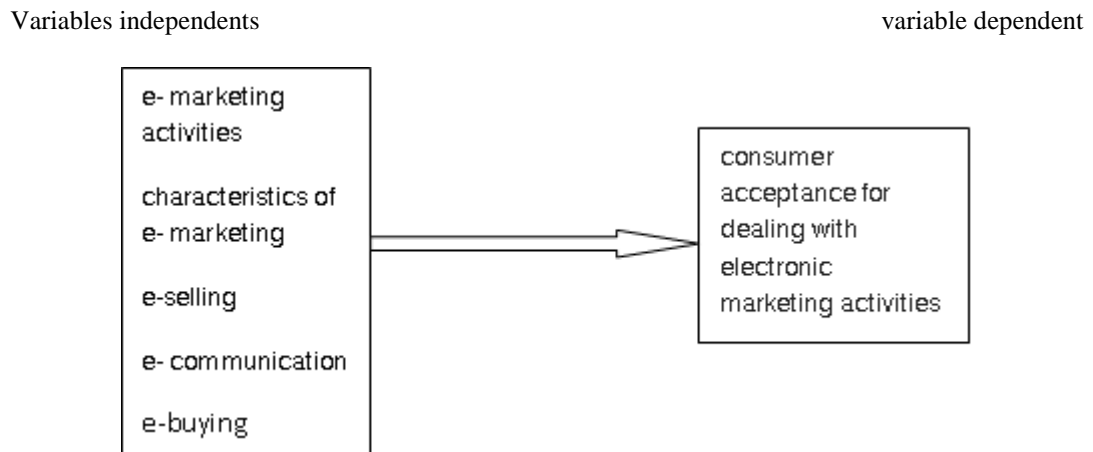 Variables independents
variable dependent
e- marketing
activities
characteristics of
e- marketing
e-selling
e- communication
e-buying
consumer
acceptance for
dealing with
electronic
marketing activities